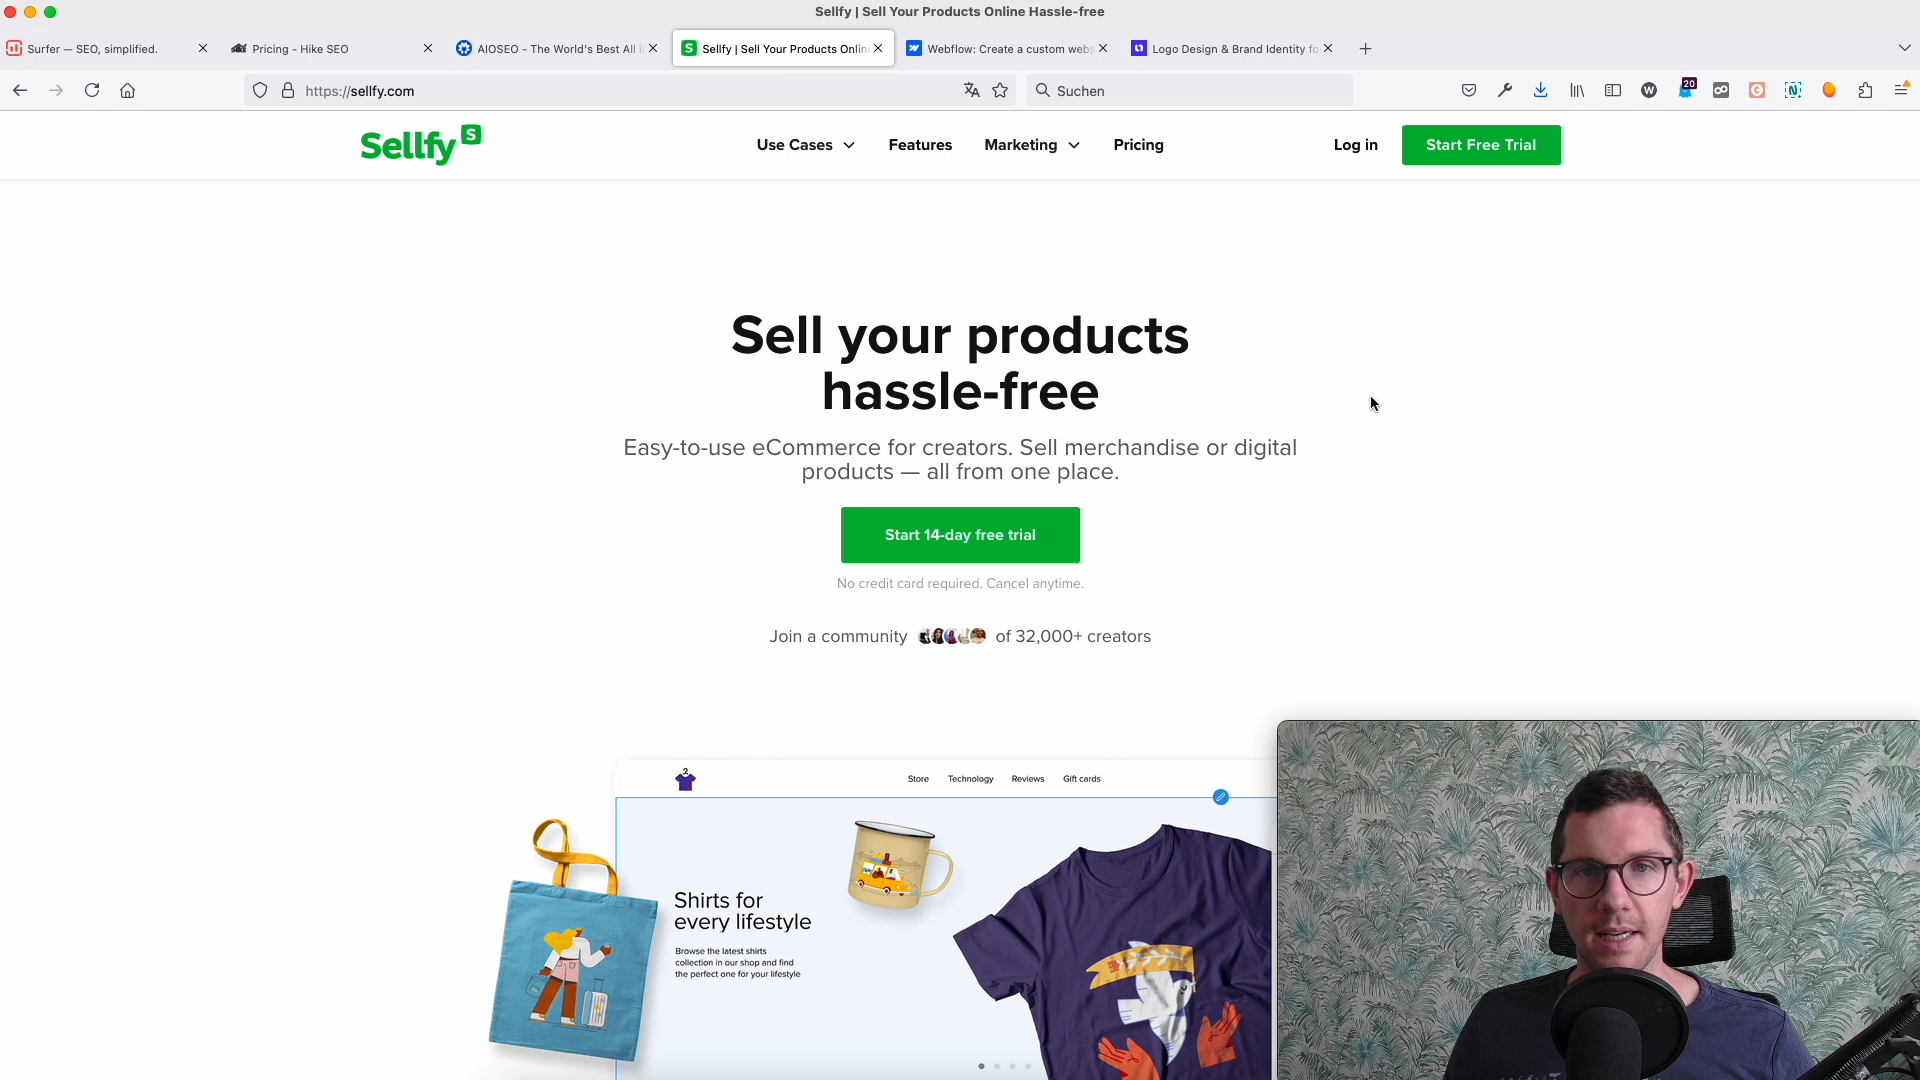 Sellfy | Sell Your Products Online Hassle-free
Surfer — SEO, simplified.
Pricing - Hike SEO
AIOSEO - The World's Best All i
Sellfy | Sell Your Products Onlin
Webflow: Create a custom webs
Logo Design & Brand Identity fo
https://sellfy.com
Suchen
20
Sellfy S
Use Cases
Features
Marketing
Pricing
Log in
Start Free Trial
Sell your products
hassle-free
Easy-to-use eCommerce for creators. Sell merchandise or digital
products — all from one place.
Start 14-day free trial
No credit card required. Cancel anytime.
Join a community of 32,000+ creators
Store
Technology
Reviews
Gift cards
Shirts for
every lifestyle
Browse the latest shirts
collection in our shop and find
the perfect one for your lifestyle